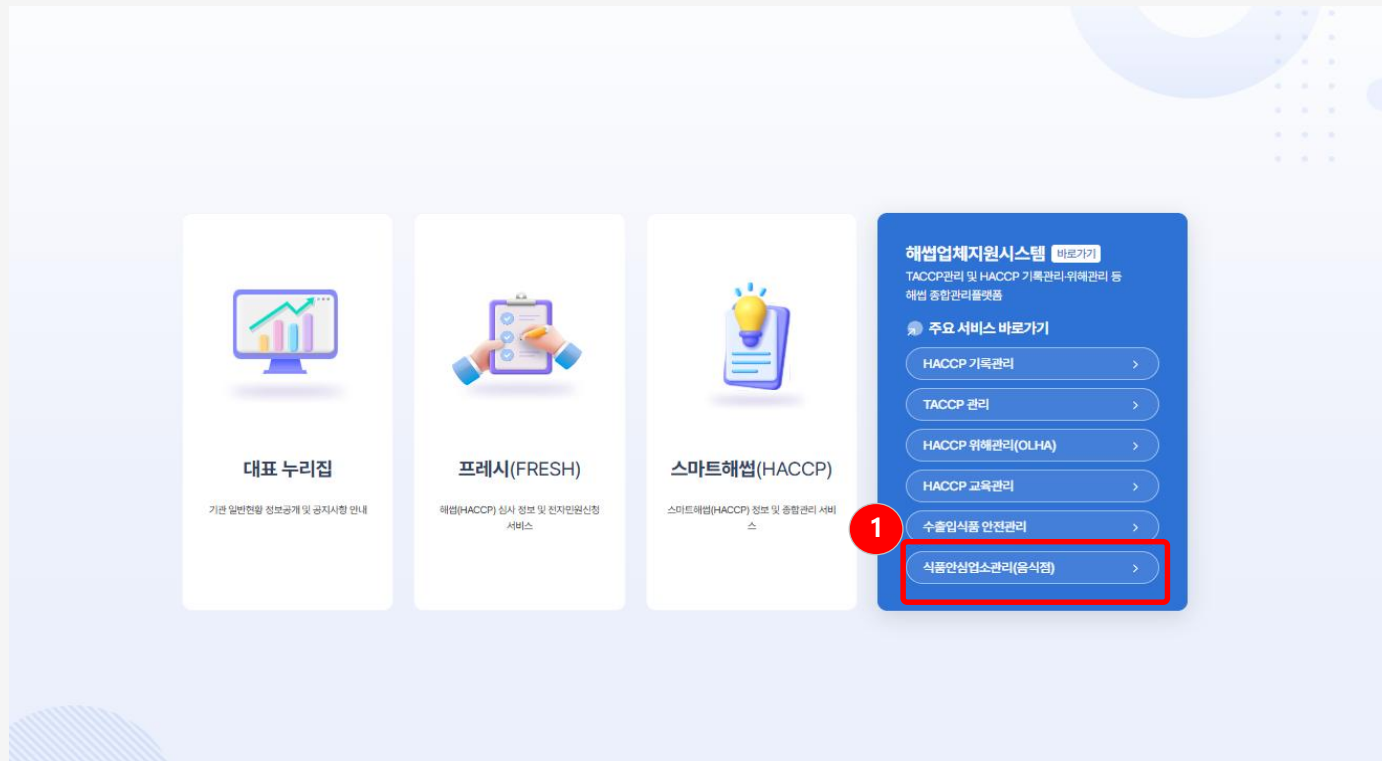 대표 누리집
기관 일반현황 정보공개 및 공지사항 안내
프레시(FRESH)
해썹(HACCP) 심사 정보 및 전자민원신청
서비스
스마트해썹(HACCP)
스마트해썹(HACCP) 정보 및 종합관리 서비
스
해썹업체지원시스템 바로가기
TACCP관리 및 HACCP 기록관리·위해관리 등
해썹 종합관리플랫폼
주요 서비스 바로가기
HACCP 기록관리
TACCP 관리
HACCP 위해관리(OLHA)
HACCP 교육관리
수출입식품 안전관리
1
식품안심업소관리(음식점)